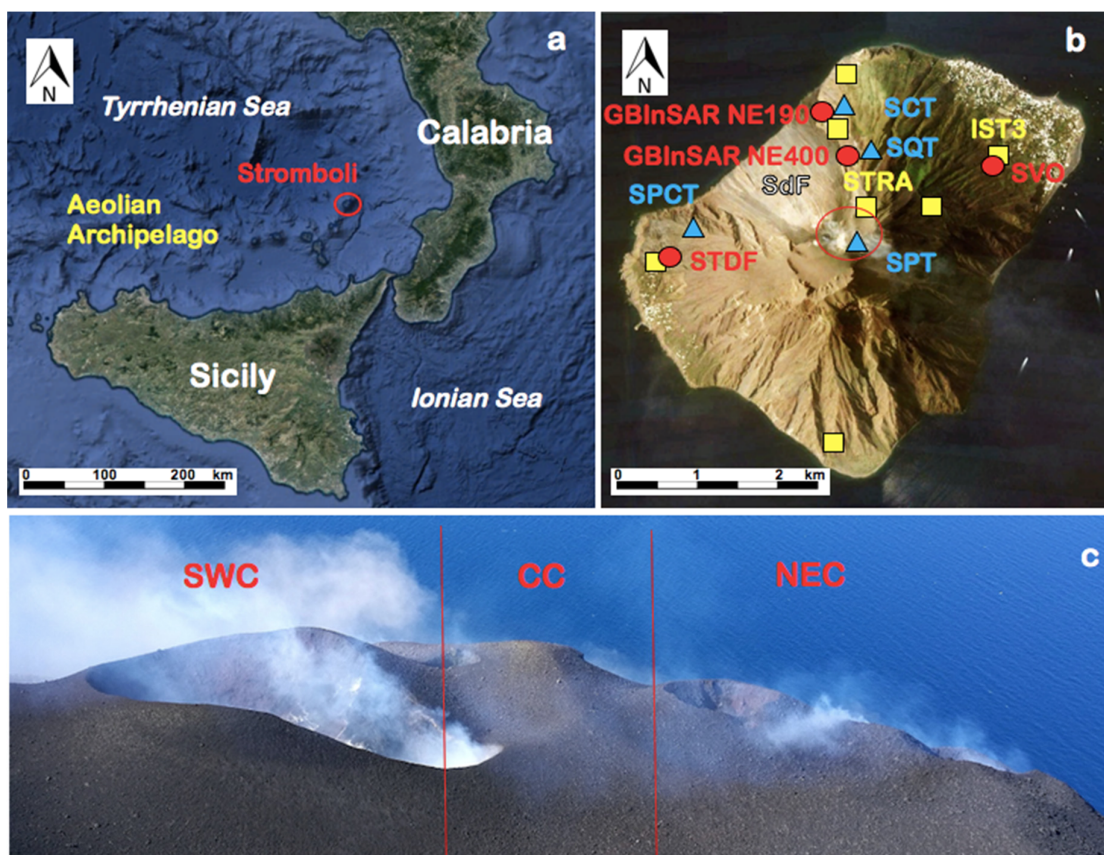 a
N
Tyrrhenian Sea
Calabria
Stromboli
Aeolian
Archipelago
Sicily
Ionian Sea
0 100 200 km
b
N
GBInSAR NE190
SCT
IST3
GBInSAR NE400
SQT
SVO
SdF
STRA
SPCT
STDF
SPT
0 1 2 km
c
SWC
CC
NEC